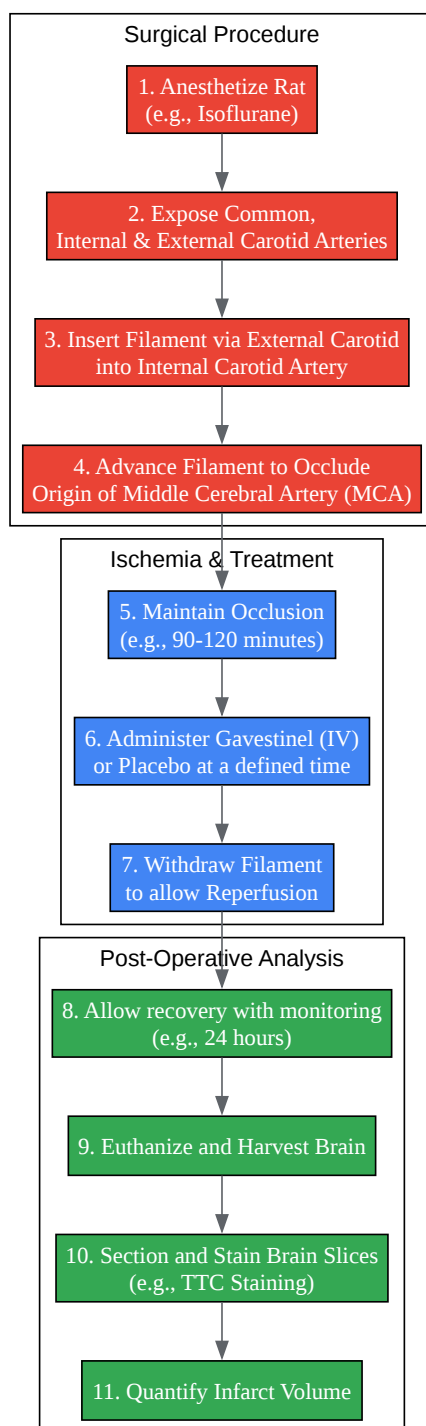 Surgical Procedure
1. Anesthetize Rat
(e.g., Isoflurane)
2. Expose Common,
Internal & External Carotid Arteries
3. Insert Filament via External Carotid
into Internal Carotid Artery
4. Advance Filament to Occlude
Origin of Middle Cerebral Artery (MCA)
Ischemia & Treatment
5. Maintain Occlusion
(e.g., 90-120 minutes)
6. Administer Gavestinel (IV)
or Placebo at a defined time
7. Withdraw Filament
to allow Reperfusion
Post-Operative Analysis
8. Allow recovery with monitoring
(e.g., 24 hours)
9. Euthanize and Harvest Brain
10. Section and Stain Brain Slices
(e.g., TTC Staining)
11. Quantify Infarct Volume